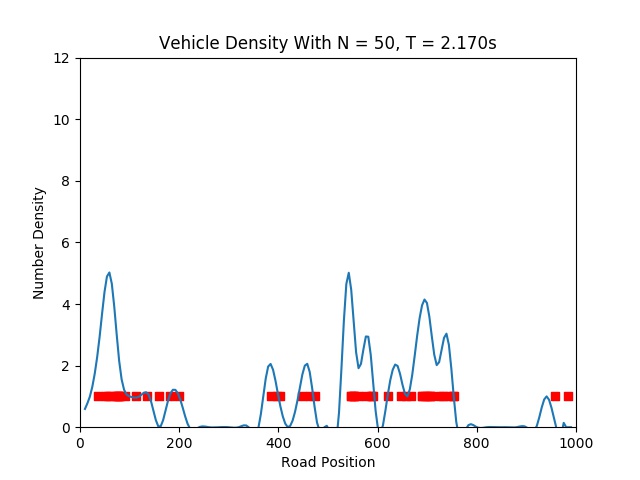 Vehicle Density With N = 50, T = 2.170s
12
10
8
6
4
2
0
Number Density
0 200 400 600 800 1000
Road Position